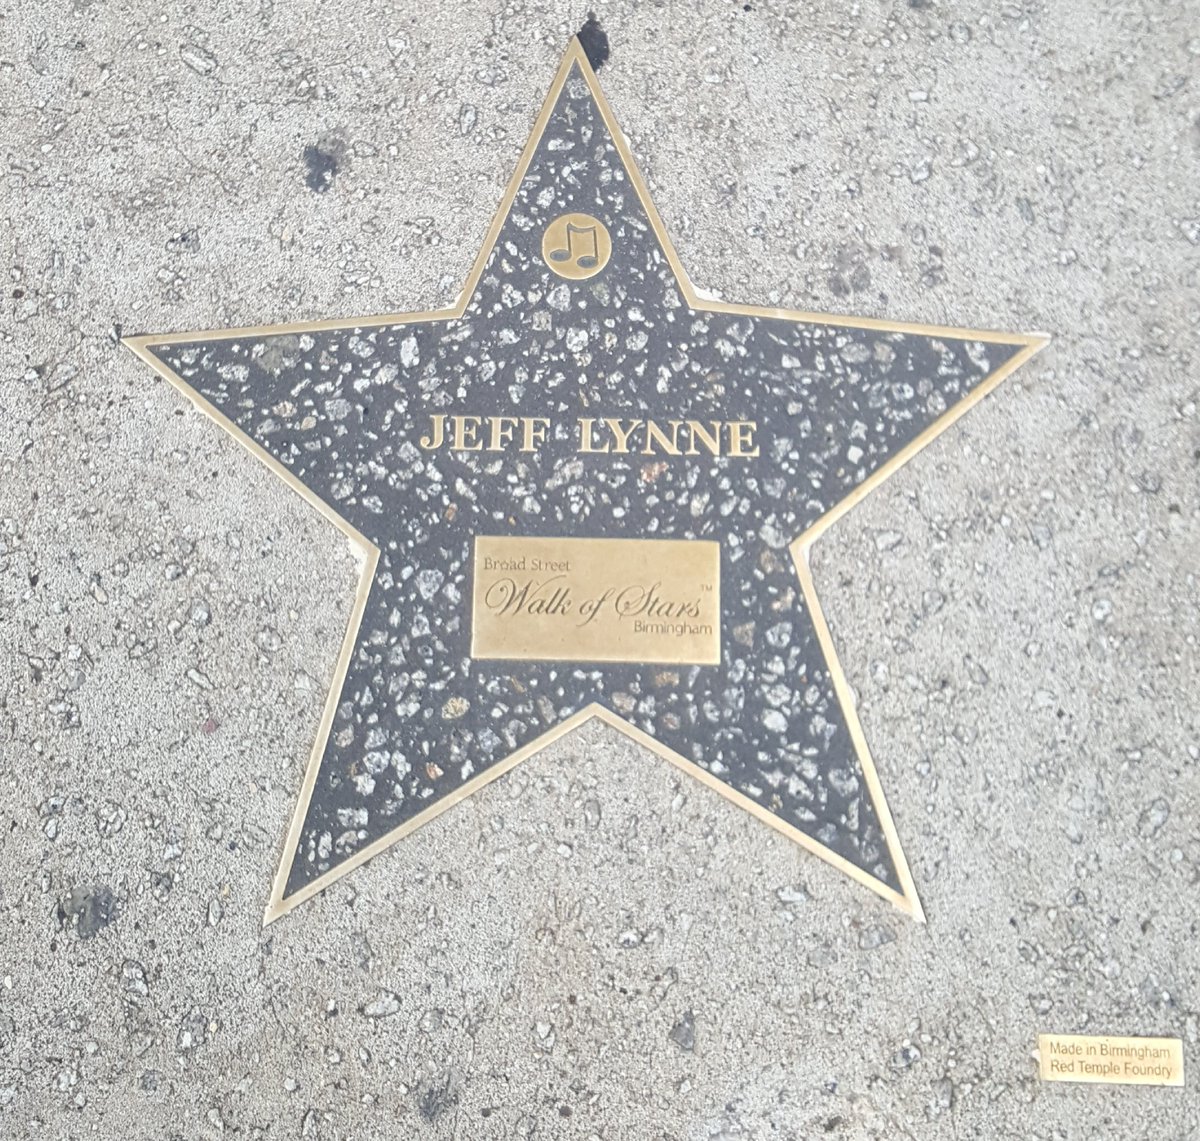 JEFF LYNNE
Broad Street
Walk of Stars™
Birmingham
Made in Birmingham
Red Temple Foundry